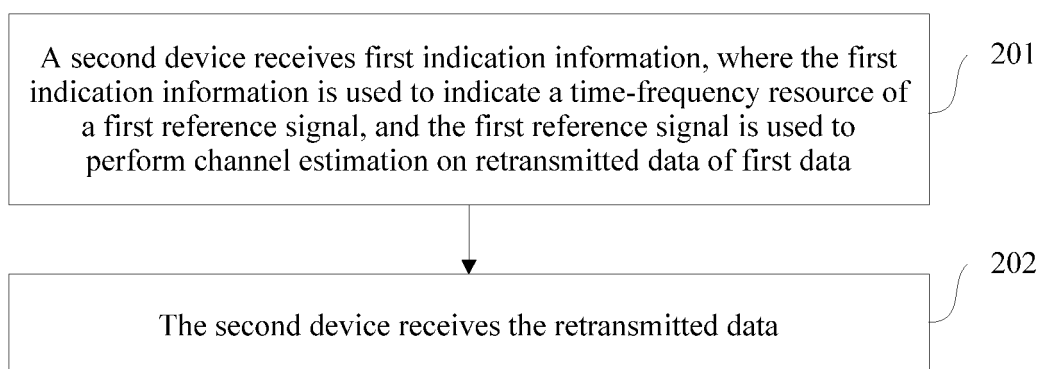 A second device receives first indication information, where the first
indication information is used to indicate a time-frequency resource of
a first reference signal, and the first reference signal is used to
perform channel estimation on retransmitted data of first data
201
The second device receives the retransmitted data
202